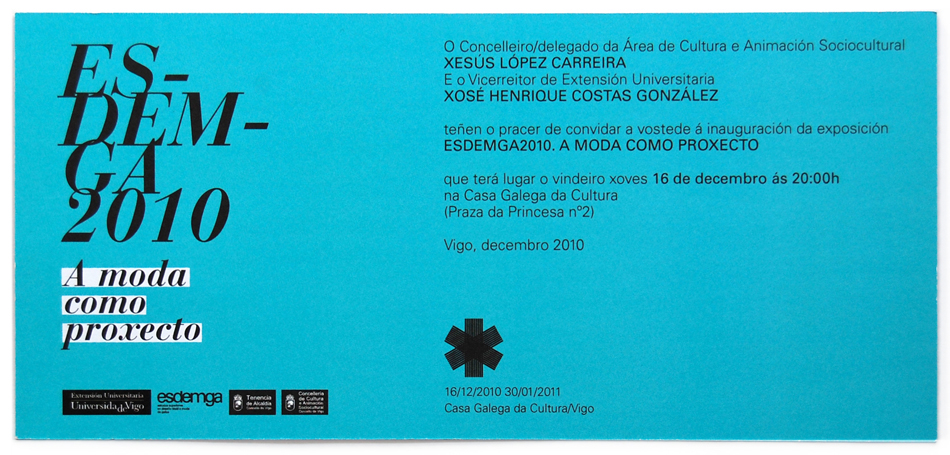 ES-
DEM-
GA
2010
A moda
como
proxecto
O Concelleiro/delegado da Área de Cultura e Animación Sociocultural
XESÚS LÓPEZ CARREIRA
E o Vicerreitor de Extensión Universitaria
XOSÉ HENRIQUE COSTAS GONZÁLEZ
teñen o pracer de convidar a vostede á inauguración da exposición
ESDEMGA2010. A MODA COMO PROXECTO
que terá lugar o vindeiro xoves 16 de decembro ás 20:00h
na Casa Galega da Cultura
(Praza da Princesa nº2)
Vigo, decembro 2010
16/12/2010 30/01/2011
Casa Galega da Cultura/Vigo
Extensión Universitaria
UniversidadeVigo
esdemga
Tenencia
de Alcaldía
Concello de Vigo
Concellería
de Cultura
e Animación
Sociocultural
Concello de Vigo